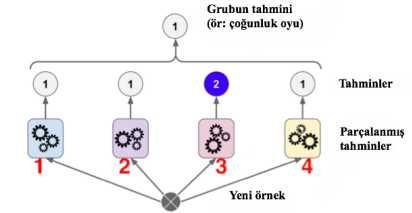 Grubun tahmini
(ör: çoğunluk oyu)
1
1 1 2 1
Tahminler
Parçalanmış
tahminler
1 2 3 4
Yeni örnek